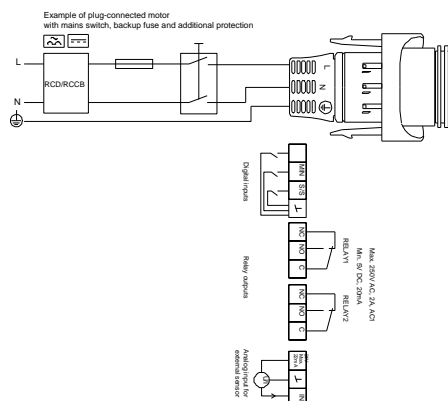 Example of plug-connected motor
with mains switch, backup fuse and additional protection
L
RCD/RCCB
N
L
N
Digital inputs
MIN
S/S
Relay outputs
NC
NO
C
RELAY1
Max. 250V AC, 2A, AC1
Min. 5V DC, 20mA
NC
NO
C
RELAY2
Analog input for
external sensor
Max.
22mA
IN